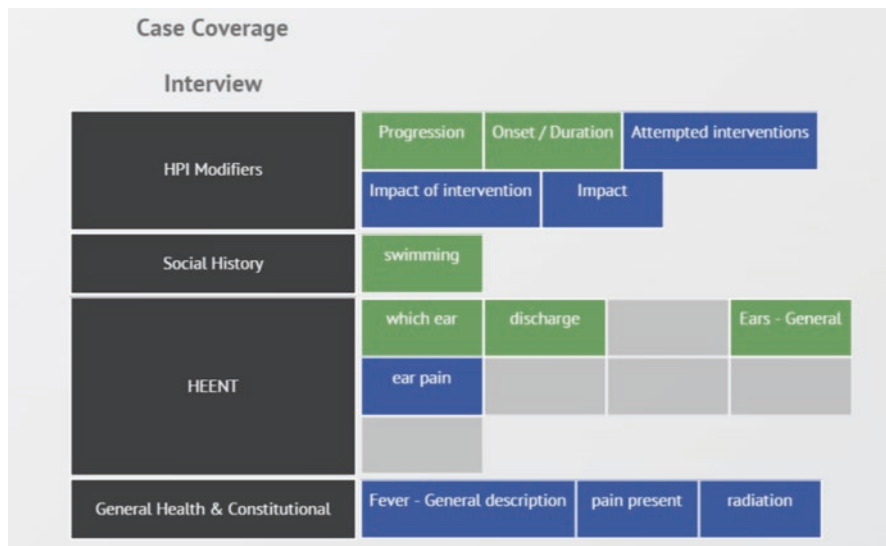 Case Coverage
Interview
HPI Modifiers
Progression
Onset / Duration
Attempted interventions
Impact of intervention
Impact
Social History
swimming
HEENT
which ear
discharge
Ears - General
ear pain
General Health & Constitutional
Fever - General description
pain present
radiation